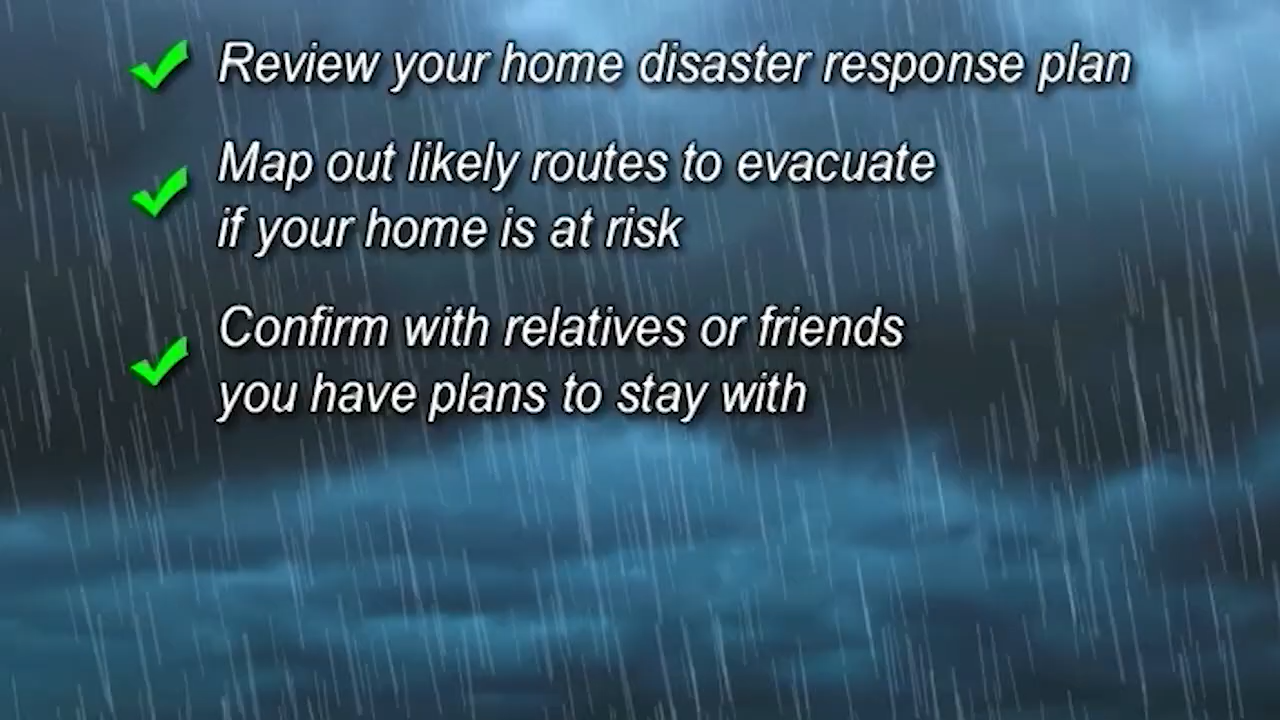 Review your home disaster response plan
Map out likely routes to evacuate
if your home is at risk
Confirm with relatives or friends
you have plans to stay with